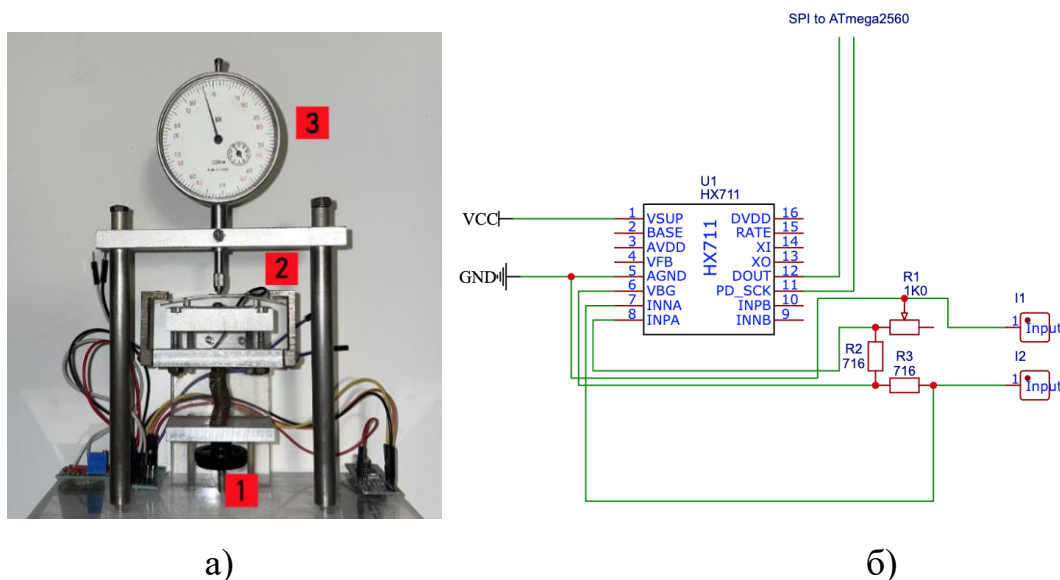 3
2
1
а)
SPI to ATmega2560
U1
HX711
VCC
GND
HX711
1 VSUP
2 BASE
3 AVDD
4 VFB
5 AGND
6 VBG
7 INNA
8 INPA
DVDD 16
RATE 15
XI 14
XO 13
DOUT 12
PD_SCK 11
INPB 10
INNB 9
R1
1K0
R2
716
R3
716
I1
1 Input
I2
1 Input
б)